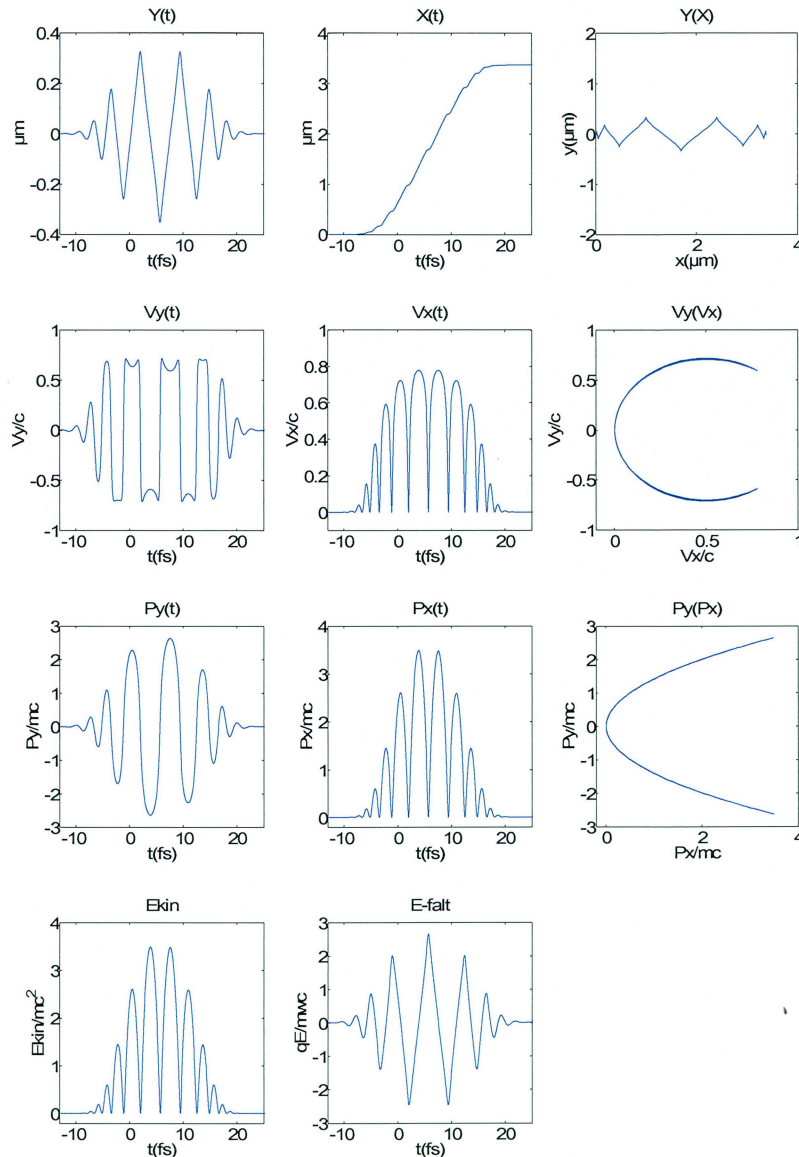 Y(t) X(t) Y(X)
0.4 4 2
0.2 3 1
0 2 0
-0.2 1 -1
-0.4 0 -2
µm µm y(µm)
-10 0 10 20 -10 0 10 20 0 2 4
t(fs) t(fs) x(µm)
Vy(t) Vx(t) Vy(Vx)
1 1 1
0.5 0.8 0.5
0 0.6 0
-0.5 0.4 -0.5
-1 0.2 -1
0
Vy/c Vx/c Vy/c
-10 0 10 20 -10 0 10 20 0 0.5 1
t(fs) t(fs) Vx/c
Py(t) Px(t) Py(Px)
3 4 3
2 3 2
1 2 1
0 1 0
-1 0 -1
-2 -2
-3 -3
Py/mc Px/mc Py/mc
-10 0 10 20 -10 0 10 20 0 2 4
t(fs) t(fs) Px/mc
Ekin E-falt
4 3
3 2
2 1
1 0
0 -1
-2
-3
Ekin/mc² qE/mwc
-10 0 10 20 -10 0 10 20
t(fs) t(fs)